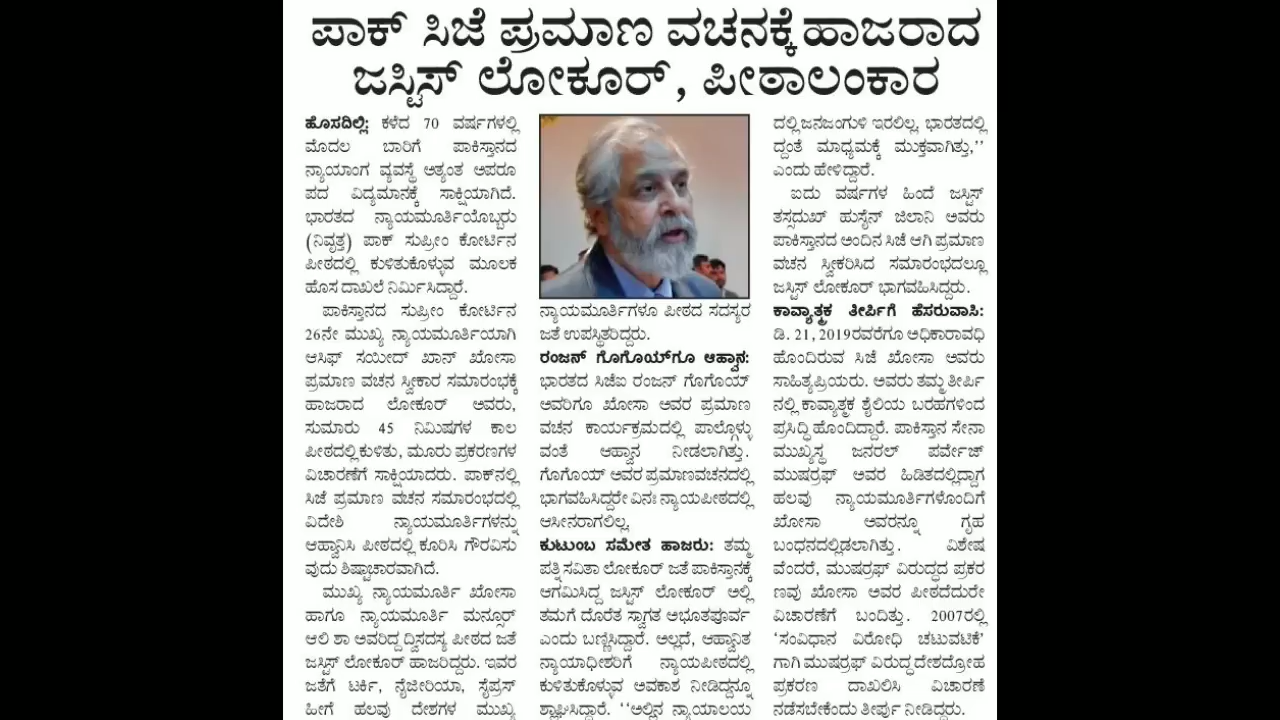 ಪಾಕ್ ಸಿಜೆ ಪ್ರಮಾಣ ವಚನಕ್ಕೆ ಹಾಜರಾದ
ಜಸ್ಟಿಸ್ ಲೋಕೂರ್, ಪೀಠಾಲಂಕಾರ
ಹೊಸದಿಲ್ಲಿ: ಕಳೆದ 70 ವರ್ಷಗಳಲ್ಲಿ
ಮೊದಲ ಬಾರಿಗೆ ಪಾಕಿಸ್ತಾನದ
ನ್ಯಾಯಾಂಗ ವ್ಯವಸ್ಥೆ ಅತ್ಯಂತ ಅಪರೂ
ಪದ ವಿದ್ಯಮಾನಕ್ಕೆ ಸಾಕ್ಷಿಯಾಗಿದೆ.
ಭಾರತದ ನ್ಯಾಯಮೂರ್ತಿಯೊಬ್ಬರು
(ನಿವೃತ್ತ) ಪಾಕ್ ಸುಪ್ರೀಂ ಕೋರ್ಟಿನ
ಪೀಠದಲ್ಲಿ ಕುಳಿತುಕೊಳ್ಳುವ ಮೂಲಕ
ಹೊಸ ದಾಖಲೆ ನಿರ್ಮಿಸಿದ್ದಾರೆ.
ಪಾಕಿಸ್ತಾನದ ಸುಪ್ರೀಂ ಕೋರ್ಟಿನ
26ನೇ ಮುಖ್ಯ ನ್ಯಾಯಮೂರ್ತಿಯಾಗಿ
ಆಸಿಫ್ ಸಯೀದ್ ಖಾನ್ ಖೋಸಾ
ಪ್ರಮಾಣ ವಚನ ಸ್ವೀಕಾರ ಸಮಾರಂಭಕ್ಕೆ
ಹಾಜರಾದ ಲೋಕೂರ್ ಅವರು,
ಸುಮಾರು 45 ನಿಮಿಷಗಳ ಕಾಲ
ಪೀಠದಲ್ಲಿ ಕುಳಿತು, ಮೂರು ಪ್ರಕರಣಗಳ
ವಿಚಾರಣೆಗೆ ಸಾಕ್ಷಿಯಾದರು. ಪಾಕ್‌ನಲ್ಲಿ
ಸಿಜೆ ಪ್ರಮಾಣ ವಚನ ಸಮಾರಂಭದಲ್ಲಿ
ವಿದೇಶಿ ನ್ಯಾಯಮೂರ್ತಿಗಳನ್ನು
ಆಹ್ವಾನಿಸಿ ಪೀಠದಲ್ಲಿ ಕೂರಿಸಿ ಗೌರವಿಸು
ವುದು ಶಿಷ್ಟಾಚಾರವಾಗಿದೆ.
ಮುಖ್ಯ ನ್ಯಾಯಮೂರ್ತಿ ಖೋಸಾ
ಹಾಗೂ ನ್ಯಾಯಮೂರ್ತಿ ಮನ್ಸೂರ್
ಆಲಿ ಶಾ ಅವರಿದ್ದ ದ್ವಿಸದಸ್ಯ ಪೀಠದ ಜತೆ
ಜಸ್ಟಿಸ್ ಲೋಕೂರ್ ಹಾಜರಿದ್ದರು. ಇವರ
ಜತೆಗೆ ಟರ್ಕಿ, ನೈಜೀರಿಯಾ, ಸೈಪ್ರಸ್
ಹೀಗೆ ಹಲವು ದೇಶಗಳ ಮುಖ್ಯ
ನ್ಯಾಯಮೂರ್ತಿಗಳೂ ಪೀಠದ ಸದಸ್ಯರ
ಜತೆ ಉಪಸ್ಥಿತರಿದ್ದರು.
ರಂಜನ್ ಗೊಗೊಯ್‌ಗೂ ಆಹ್ವಾನ:
ಭಾರತದ ಸಿಜೆಐ ರಂಜನ್ ಗೊಗೊಯ್
ಅವರಿಗೂ ಖೋಸಾ ಅವರ ಪ್ರಮಾಣ
ವಚನ ಕಾರ್ಯಕ್ರಮದಲ್ಲಿ ಪಾಲ್ಗೊಳ್ಳು
ವಂತೆ ಆಹ್ವಾನ ನೀಡಲಾಗಿತ್ತು.
ಗೊಗೊಯ್ ಅವರ ಪ್ರಮಾಣವಚನದಲ್ಲಿ
ಭಾಗವಹಿಸಿದ್ದರೇ ವಿನಃ ನ್ಯಾಯಪೀಠದಲ್ಲಿ
ಆಸೀನರಾಗಲಿಲ್ಲ.
ಕುಟುಂಬ ಸಮೇತ ಹಾಜರು: ತಮ್ಮ
ಪತ್ನಿ ಸವಿತಾ ಲೋಕೂರ್ ಜತೆ ಪಾಕಿಸ್ತಾನಕ್ಕೆ
ಆಗಮಿಸಿದ್ದ ಜಸ್ಟಿಸ್ ಲೋಕೂರ್ ಅಲ್ಲಿ
ತಮಗೆ ದೊರೆತ ಸ್ವಾಗತ ಅಭೂತಪೂರ್ವ
ಎಂದು ಬಣ್ಣಿಸಿದ್ದಾರೆ. ಅಲ್ಲದೆ, ಆಹ್ವಾನಿತ
ನ್ಯಾಯಾಧೀಶರಿಗೆ ನ್ಯಾಯಪೀಠದಲ್ಲಿ
ಕುಳಿತುಕೊಳ್ಳುವ ಅವಕಾಶ ನೀಡಿದ್ದನ್ನೂ
ಶ್ಲಾಘಿಸಿದ್ದಾರೆ. ‘‘ಅಲ್ಲಿನ ನ್ಯಾಯಾಲಯ
ದಲ್ಲಿ ಜನಜಂಗುಳಿ ಇರಲಿಲ್ಲ. ಭಾರತದಲ್ಲಿ
ದ್ದಂತೆ ಮಾಧ್ಯಮಕ್ಕೆ ಮುಕ್ತವಾಗಿತ್ತು,’’
ಎಂದು ಹೇಳಿದ್ದಾರೆ.
ಐದು ವರ್ಷಗಳ ಹಿಂದೆ ಜಸ್ಟಿಸ್
ತಸ್ಸದುಖ್ ಹುಸ್ಸೇನ್ ಜಿಲಾನಿ ಅವರು
ಪಾಕಿಸ್ತಾನದ ಅಂದಿನ ಸಿಜೆ ಆಗಿ ಪ್ರಮಾಣ
ವಚನ ಸ್ವೀಕರಿಸಿದ ಸಮಾರಂಭದಲ್ಲೂ
ಜಸ್ಟಿಸ್ ಲೋಕೂರ್ ಭಾಗವಹಿಸಿದ್ದರು.
ಕಾವ್ಯಾತ್ಮಕ ತೀರ್ಪಿಗೆ ಹೆಸರುವಾಸಿ:
ಡಿ. 21, 2019ರವರೆಗೂ ಅಧಿಕಾರಾವಧಿ
ಹೊಂದಿರುವ ಸಿಜೆ ಖೋಸಾ ಅವರು
ಸಾಹಿತ್ಯಪ್ರಿಯರು. ಅವರು ತಮ್ಮ ತೀರ್ಪಿ
ನಲ್ಲಿ ಕಾವ್ಯಾತ್ಮಕ ಶೈಲಿಯ ಬರಹಗಳಿಂದ
ಪ್ರಸಿದ್ಧಿ ಹೊಂದಿದ್ದಾರೆ. ಪಾಕಿಸ್ತಾನ ಸೇನಾ
ಮುಖ್ಯಸ್ಥ ಜನರಲ್ ಪರ್ವೇಜ್
ಮುಷರ್ರಫ್ ಅವರ ಹಿಡಿತದಲ್ಲಿದ್ದಾಗ
ಹಲವು ನ್ಯಾಯಮೂರ್ತಿಗಳೊಂದಿಗೆ
ಖೋಸಾ ಅವರನ್ನೂ ಗೃಹ
ಬಂಧನದಲ್ಲಿಡಲಾಗಿತ್ತು. ವಿಶೇಷ
ವೆಂದರೆ, ಮುಷರ್ರಫ್ ವಿರುದ್ಧದ ಪ್ರಕರ
ಣವು ಖೋಸಾ ಅವರ ಪೀಠದೆದುರೇ
ವಿಚಾರಣೆಗೆ ಬಂದಿತ್ತು. 2007ರಲ್ಲಿ
‘ಸಂವಿಧಾನ ವಿರೋಧಿ ಚಟುವಟಿಕೆ’
ಗಾಗಿ ಮುಷರ್ರಫ್ ವಿರುದ್ಧ ದೇಶದ್ರೋಹ
ಪ್ರಕರಣ ದಾಖಲಿಸಿ ವಿಚಾರಣೆ
ನಡೆಸಬೇಕೆಂದು ತೀರ್ಪು ನೀಡಿದ್ದರು.